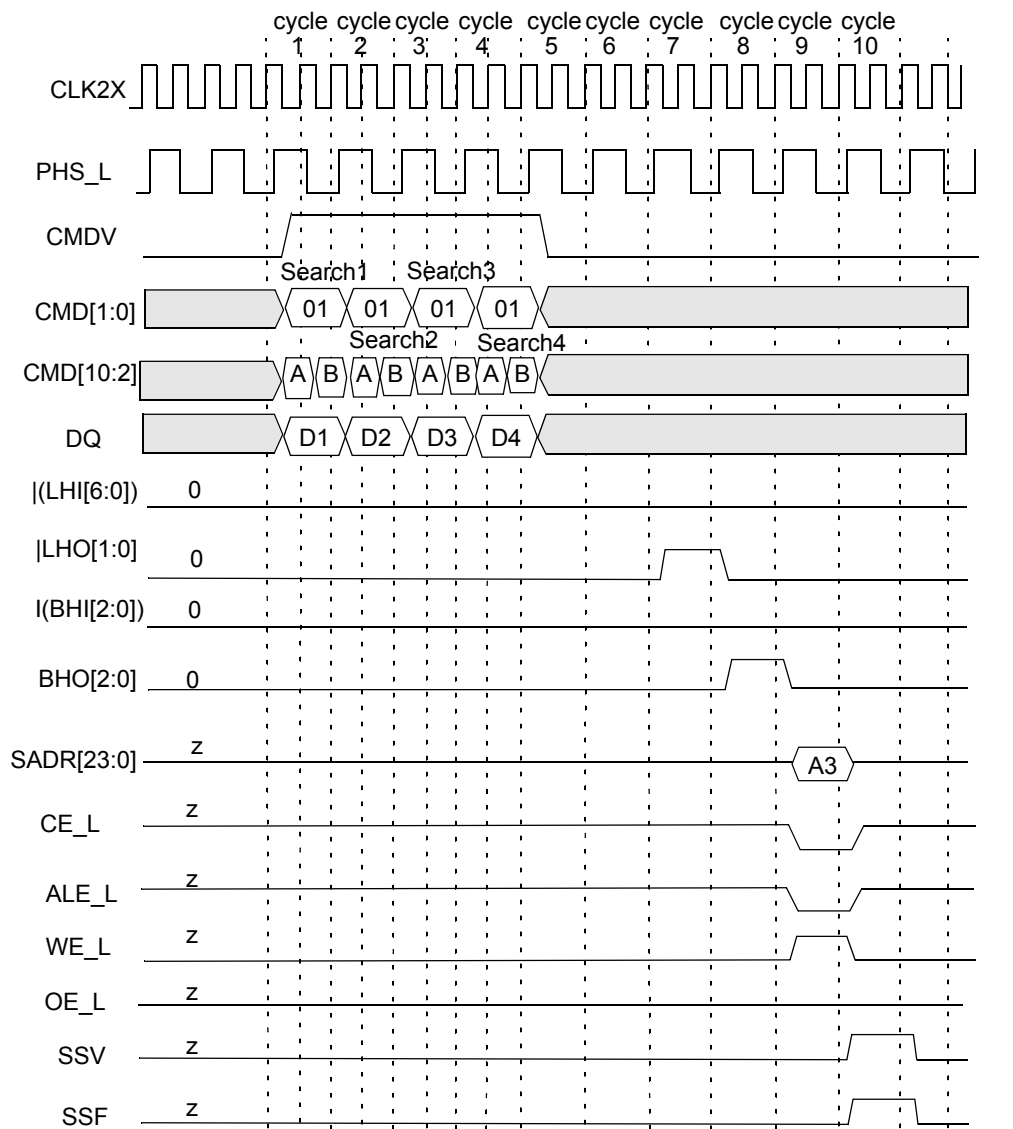 cycle cycle cycle cycle cycle cycle cycle cycle cycle cycle
1 2 3 4 5 6 7 8 9 10
CLK2X
PHS_L
CMDV
Search1 Search3
CMD[1:0] 01 01 01 01
Search2 Search4
CMD[10:2] A B A B A B A B
DQ D1 D2 D3 D4
|(LHI[6:0]) 0
|LHO[1:0] 0
I(BHI[2:0]) 0
BHO[2:0] 0
SADR[23:0] z A3
CE_L z
ALE_L z
WE_L z
OE_L z
SSV z
SSF z